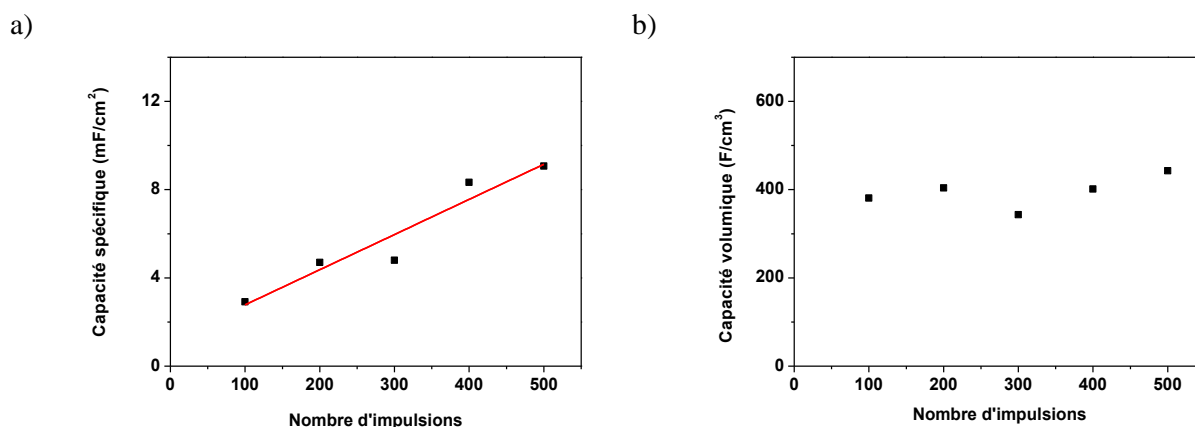 a)
b)
Capacité spécifique (mF/cm²)
12
8
4
0
0 100 200 300 400 500
Nombre d'impulsions
Capacité volumique (F/cm³)
600
400
200
0
0 100 200 300 400 500
Nombre d'impulsions